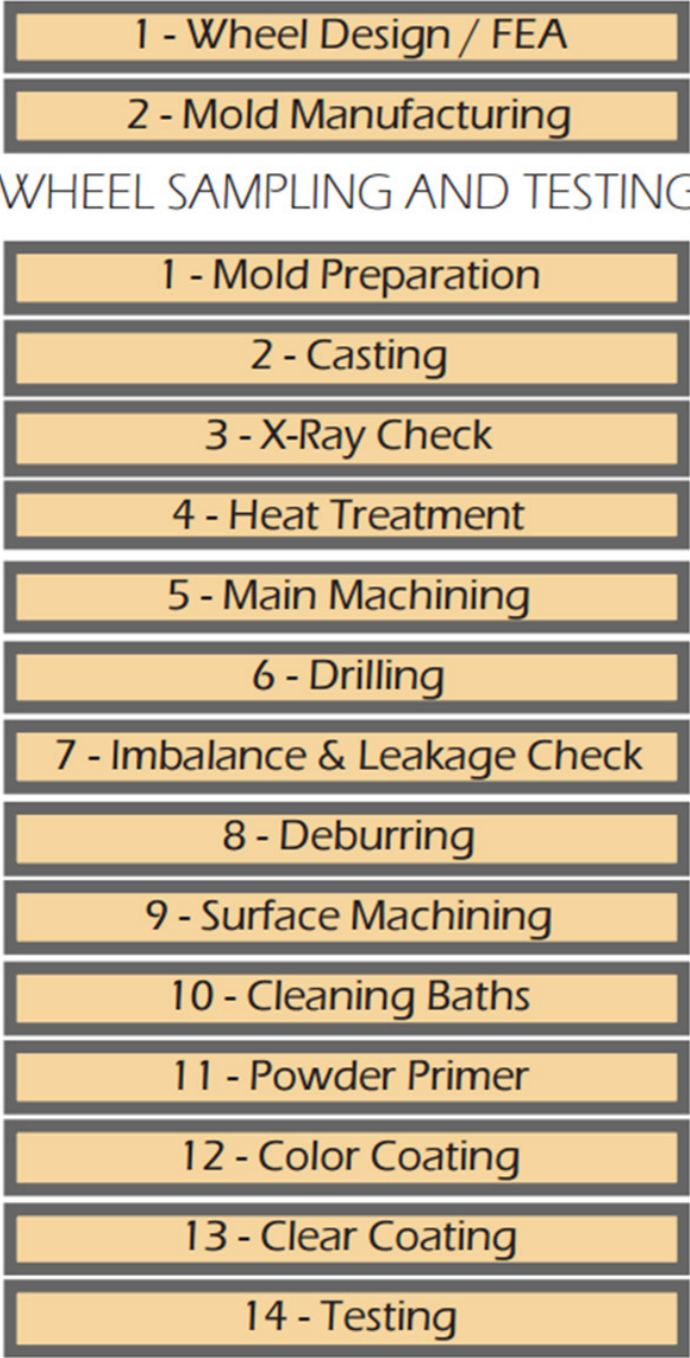 1 - Wheel Design / FEA
2 - Mold Manufacturing
WHEEL SAMPLING AND TESTING
1 - Mold Preparation
2 - Casting
3 - X-Ray Check
4 - Heat Treatment
5 - Main Machining
6 - Drilling
7 - Imbalance & Leakage Check
8 - Deburring
9 - Surface Machining
10 - Cleaning Baths
11 - Powder Primer
12 - Color Coating
13 - Clear Coating
14 - Testing